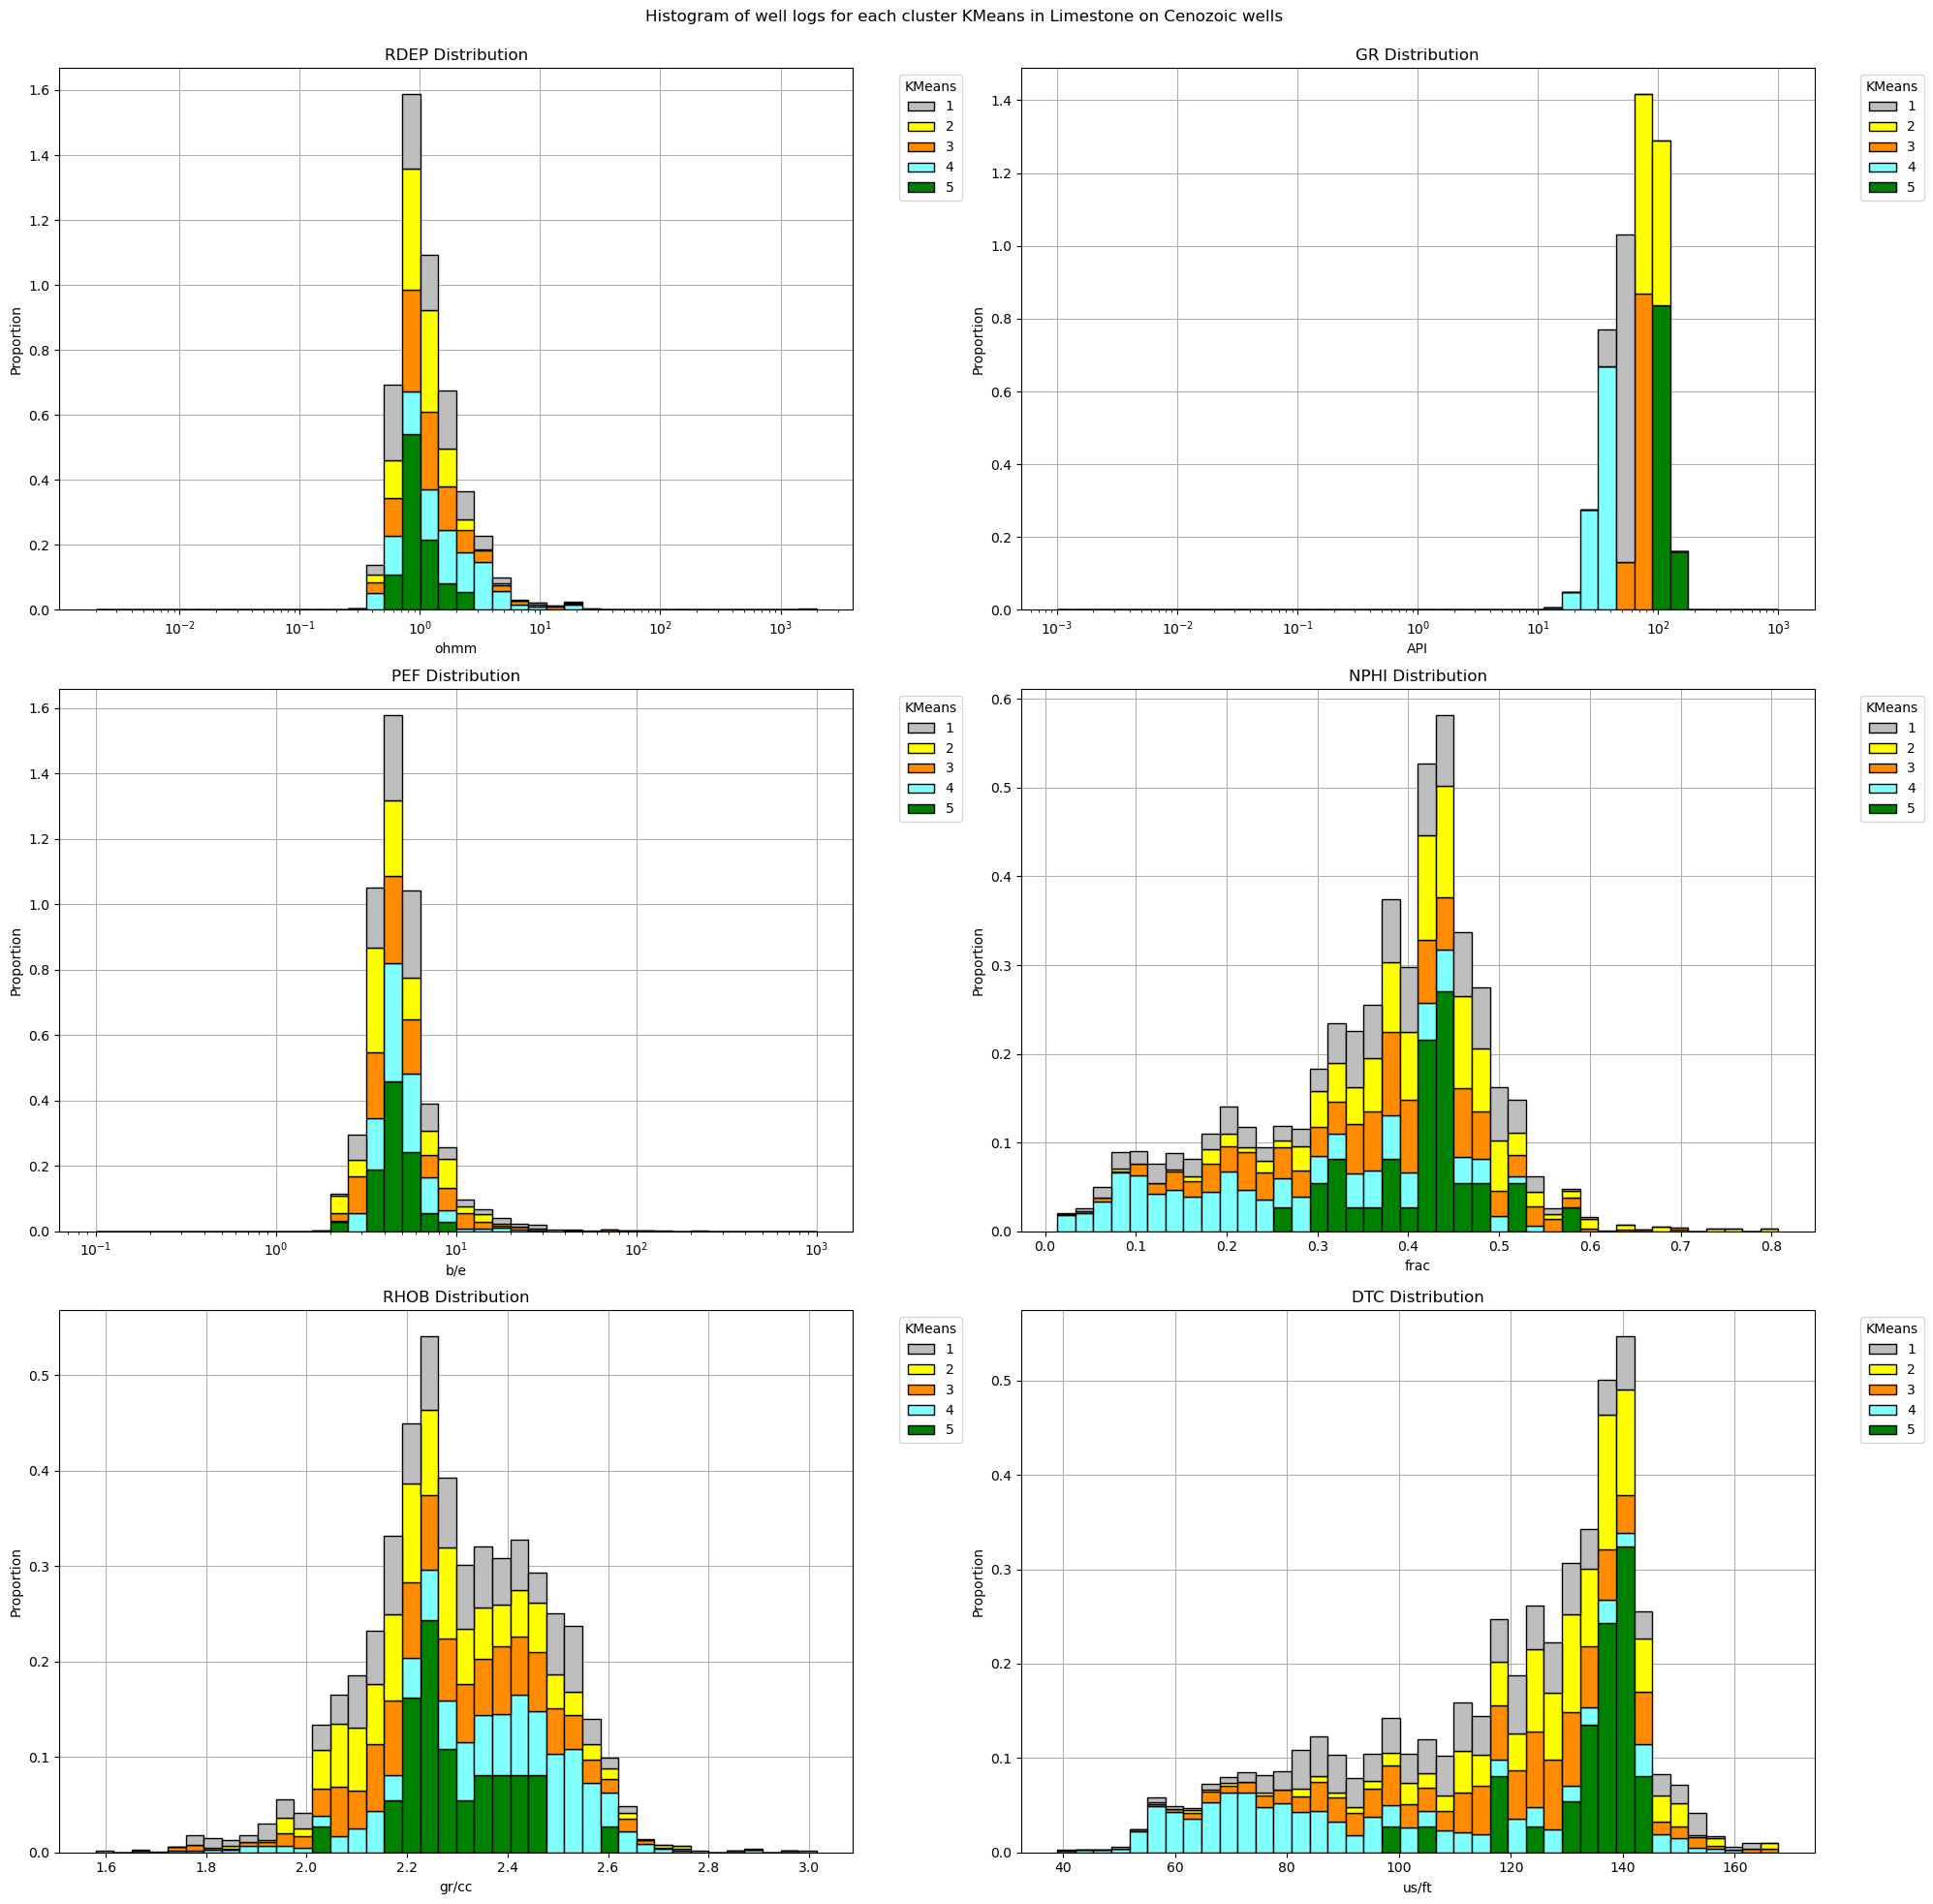 Histogram of well logs for each cluster KMeans in Limestone on Cenozoic wells
RDEP Distribution
Proportion
1.6
1.4
1.2
1.0
0.8
0.6
0.4
0.2
0.0
10⁻² 10⁻¹ 10⁰ 10¹ 10² 10³
ohmm
KMeans
1
2
3
4
5
GR Distribution
Proportion
1.4
1.2
1.0
0.8
0.6
0.4
0.2
0.0
10⁻³ 10⁻² 10⁻¹ 10⁰ 10¹ 10² 10³
API
KMeans
1
2
3
4
5
PEF Distribution
Proportion
1.6
1.4
1.2
1.0
0.8
0.6
0.4
0.2
0.0
10⁻¹ 10⁰ 10¹ 10² 10³
b/e
KMeans
1
2
3
4
5
NPHI Distribution
Proportion
0.6
0.5
0.4
0.3
0.2
0.1
0.0
0.0 0.1 0.2 0.3 0.4 0.5 0.6 0.7 0.8
frac
KMeans
1
2
3
4
5
RHOB Distribution
Proportion
0.5
0.4
0.3
0.2
0.1
0.0
1.6 1.8 2.0 2.2 2.4 2.6 2.8 3.0
gr/cc
KMeans
1
2
3
4
5
DTC Distribution
Proportion
0.5
0.4
0.3
0.2
0.1
0.0
40 60 80 100 120 140 160
us/ft
KMeans
1
2
3
4
5